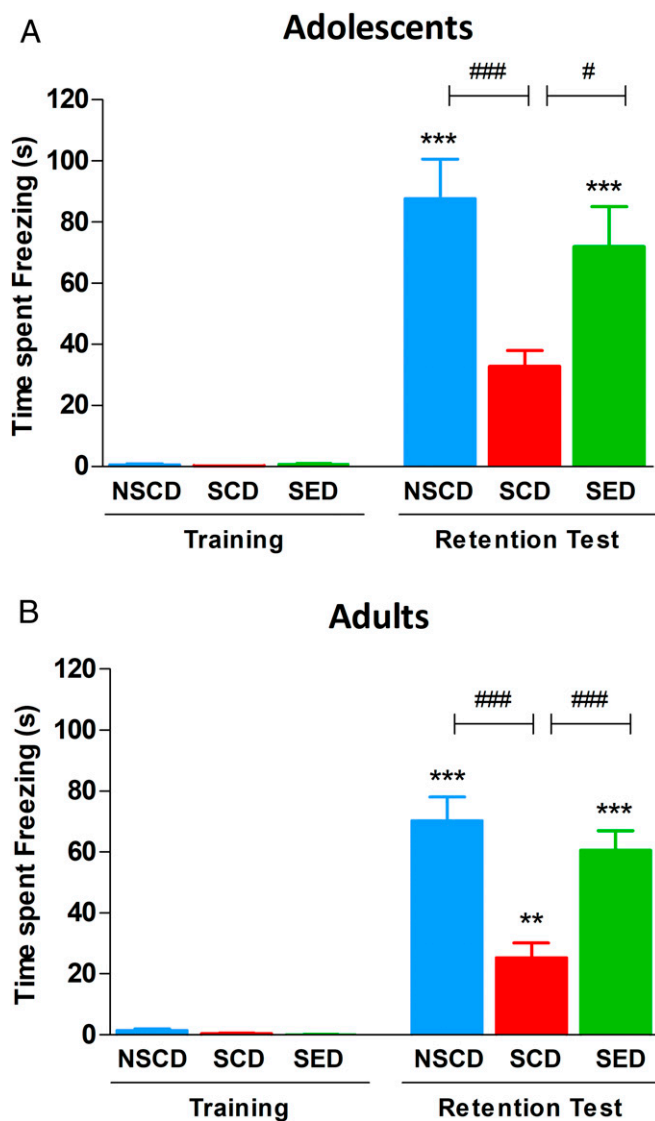 A
Adolescents
### #
120
100
80
60
40
20
0
Time spent Freezing (s)
***
***
NSCD SCD SED NSCD SCD SED
Training Retention Test
B
Adults
### ###
120
100
80
60
40
20
0
Time spent Freezing (s)
***
***
**
NSCD SCD SED NSCD SCD SED
Training Retention Test